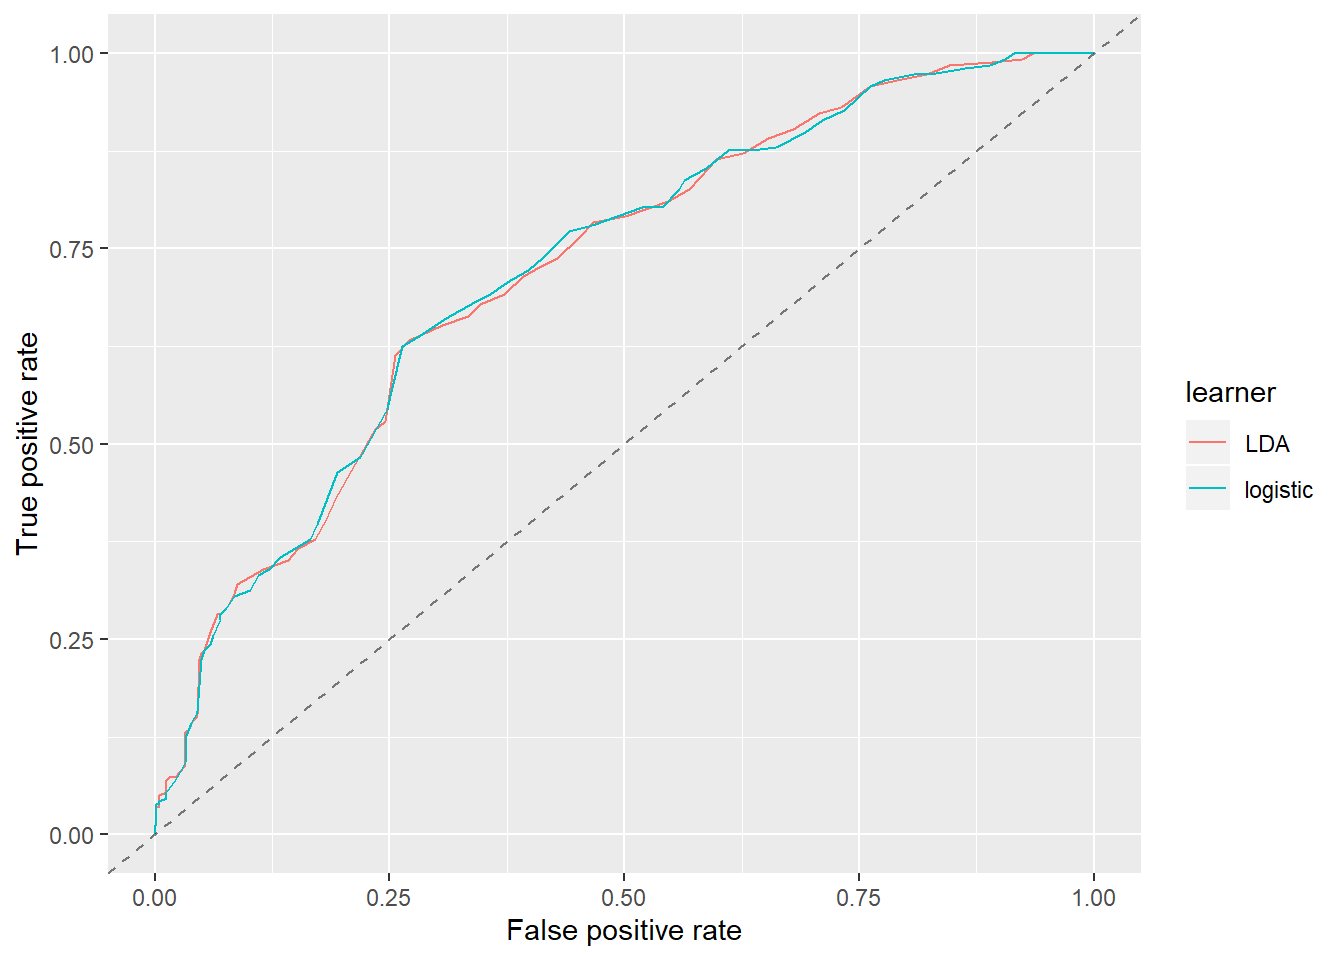 1.00
0.75
0.50
0.25
0.00
True positive rate
0.00 0.25 0.50 0.75 1.00
False positive rate
learner
LDA
logistic